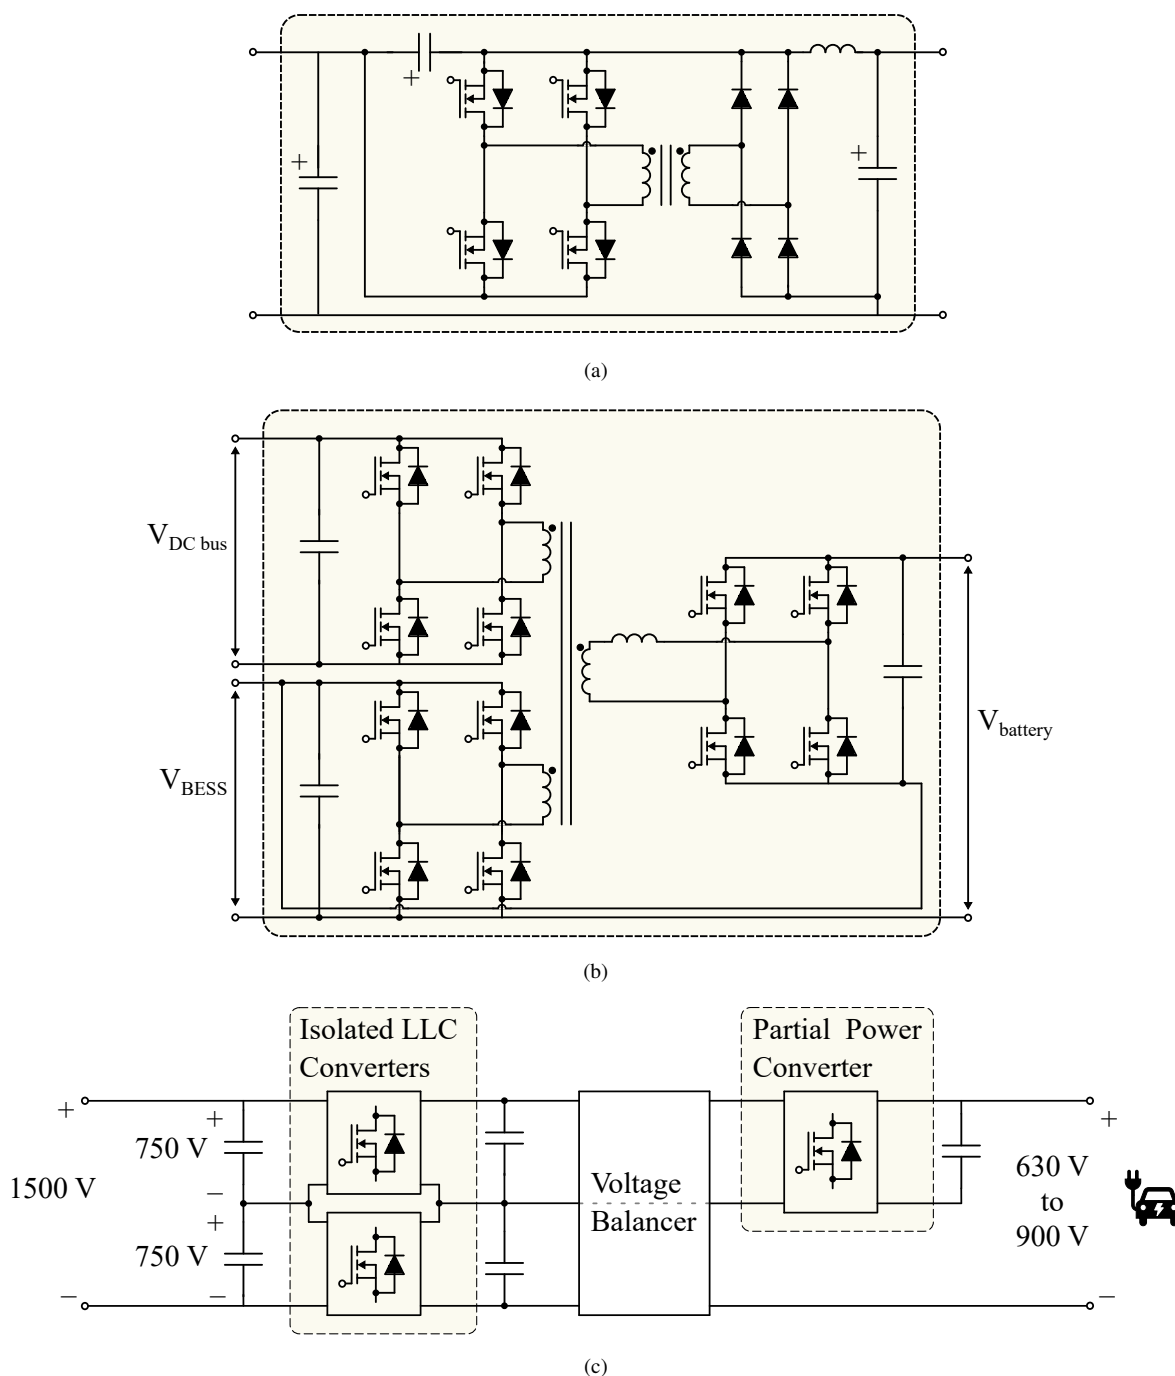 +
+
+
(a)
V_DC bus
V_BESS
V_battery
(b)
Isolated LLC
Converters
Partial Power
Converter
+
+
+
750 V
1500 V
−
+
750 V
−
−
Voltage
Balancer
630 V
to
900 V
−
(c)